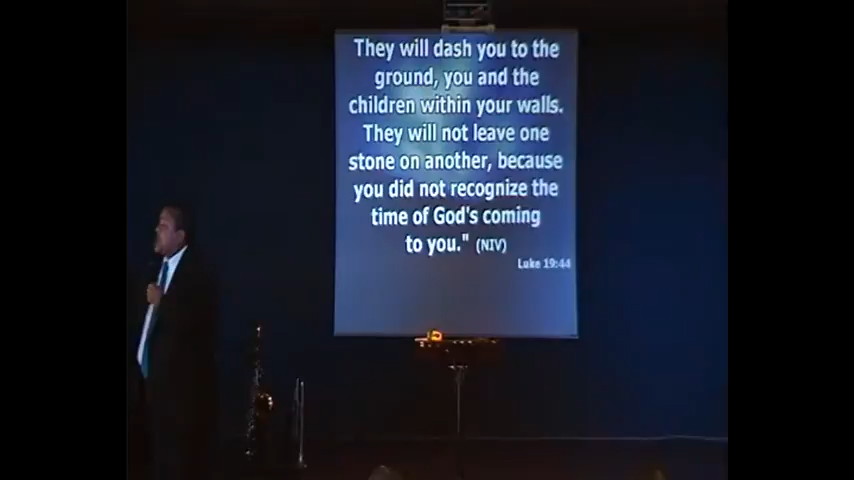 They will dash you to the
ground, you and the
children within your walls.
They will not leave one
stone on another, because
you did not recognize the
time of God's coming
to you." (NIV)
Luke 19:44